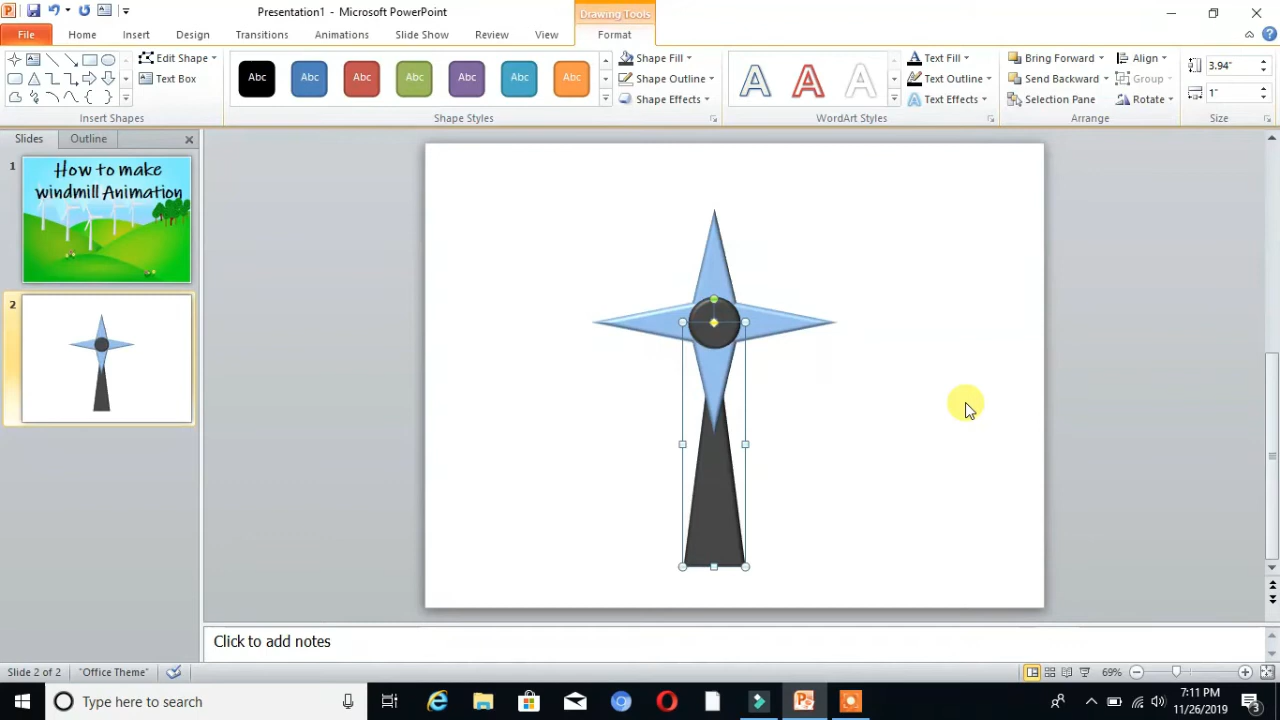 Presentation1 - Microsoft PowerPoint
Drawing Tools
File
Home
Insert
Design
Transitions
Animations
Slide Show
Review
View
Format
Edit Shape
Text Box
Insert Shapes
Abc Abc Abc Abc Abc Abc Abc
Shape Fill
Shape Outline
Shape Effects
Shape Styles
A A A
Text Fill
Text Outline
Text Effects
WordArt Styles
Bring Forward
Send Backward
Selection Pane
Align
Group
Rotate
Arrange
3.94"
1"
Size
Slides
Outline
1
How to make
windmill Animation
2
Click to add notes
Slide 2 of 2
"Office Theme"
69%
Type here to search
7:11 PM
11/26/2019
3